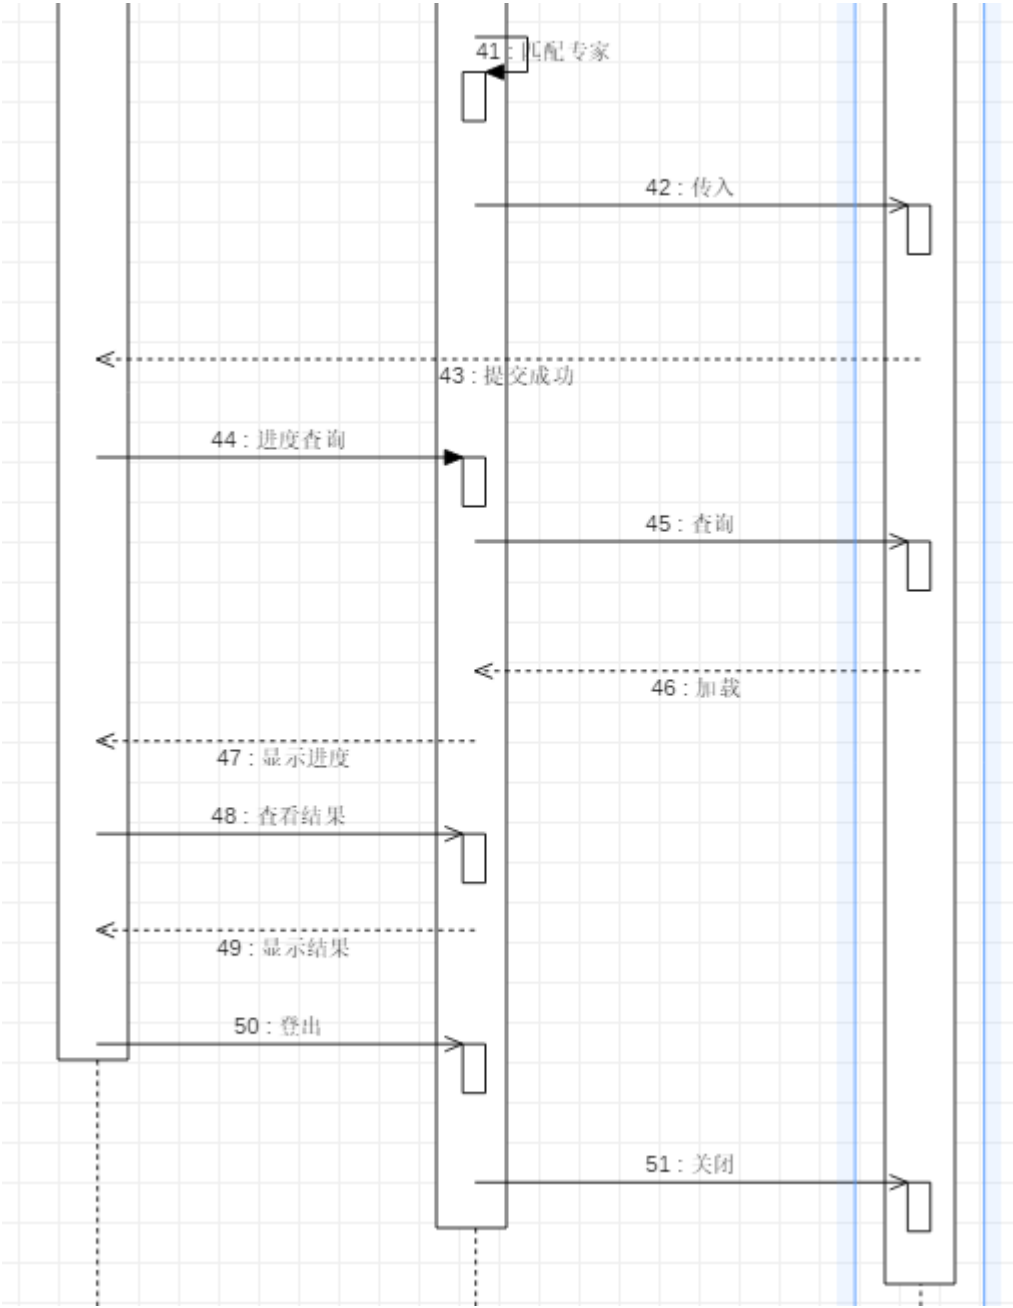 41 : 匹配专家
42 : 传入
43 : 提交成功
44 : 进度查询
45 : 查询
46 : 加载
47 : 显示进度
48 : 查看结果
49 : 显示结果
50 : 登出
51 : 关闭